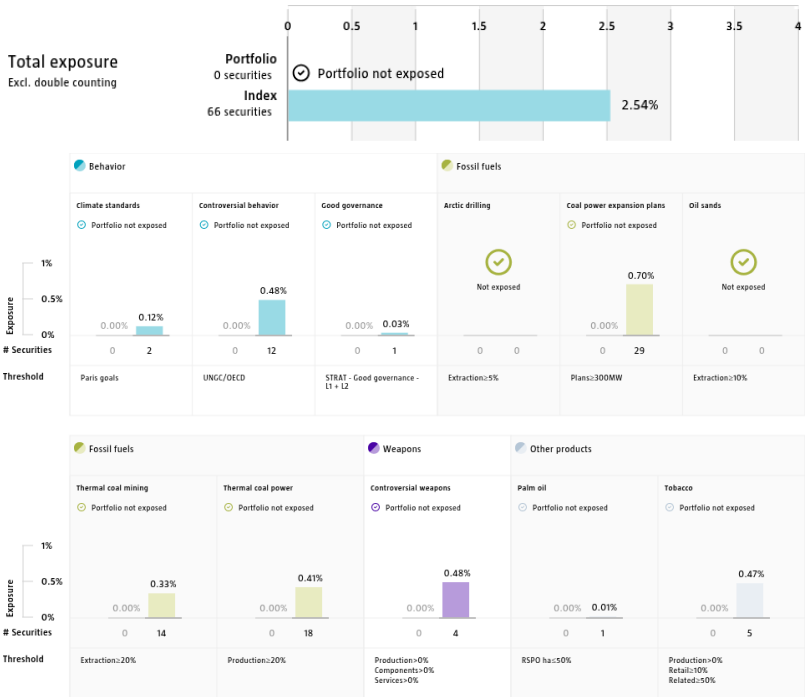 0 0.5 1 1.5 2 2.5 3 3.5 4
Total exposure
Excl. double counting
Portfolio
0 securities
Portfolio not exposed
Index
66 securities
2.54%
Behavior
Fossil fuels
Climate standards
Controversial behavior
Good governance
Arctic drilling
Coal power expansion plans
Oil sands
Portfolio not exposed
Portfolio not exposed
Portfolio not exposed
Not exposed
Portfolio not exposed
Not exposed
Exposure
1%
0.5%
0%
0.00% 0.12%
0.00% 0.48%
0.00% 0.03%
0.00% 0.70%
# Securities
0 2
0 12
0 1
0 0
0 29
0 0
Threshold
Paris goals
UNGC/OECD
STRAT - Good governance -
L1 + L2
Extraction≥5%
Plans≥300MW
Extraction≥10%
Fossil fuels
Weapons
Other products
Thermal coal mining
Thermal coal power
Controversial weapons
Palm oil
Tobacco
Portfolio not exposed
Portfolio not exposed
Portfolio not exposed
Portfolio not exposed
Portfolio not exposed
Exposure
1%
0.5%
0%
0.00% 0.33%
0.00% 0.41%
0.00% 0.48%
0.00% 0.01%
0.00% 0.47%
# Securities
0 14
0 18
0 4
0 1
0 5
Threshold
Extraction≥20%
Production≥20%
Production>0%
Components>0%
Services>0%
RSPO ha≤50%
Production>0%
Retail≥10%
Related≥50%